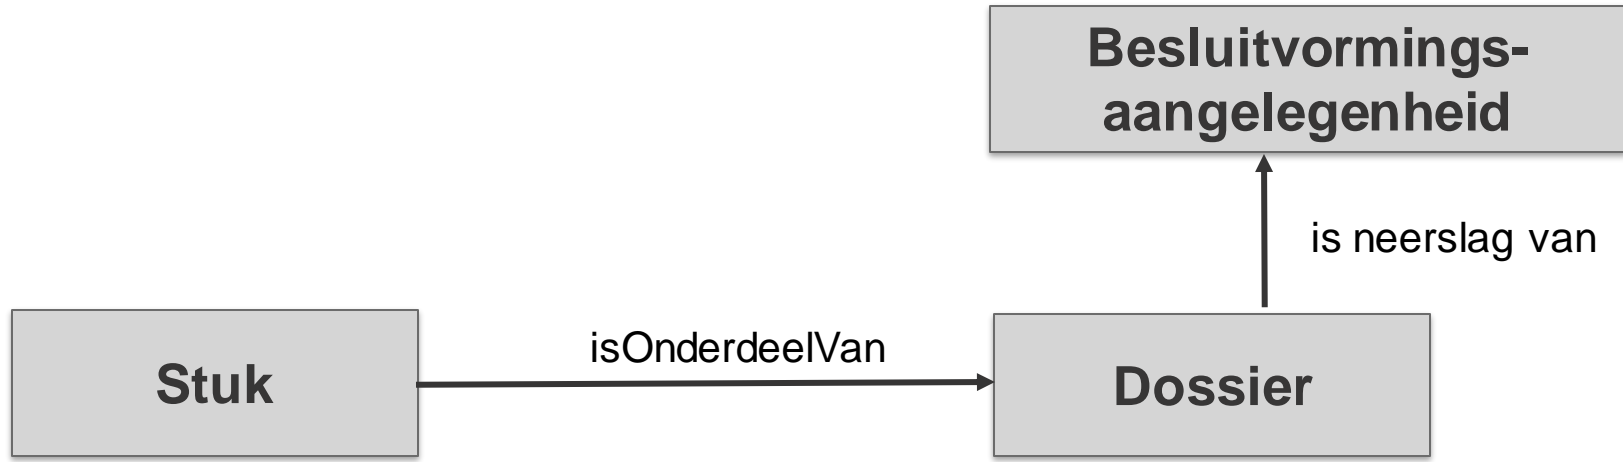 Besluitvormings-
aangelegenheid
is neerslag van
isOnderdeelVan
Stuk
Dossier